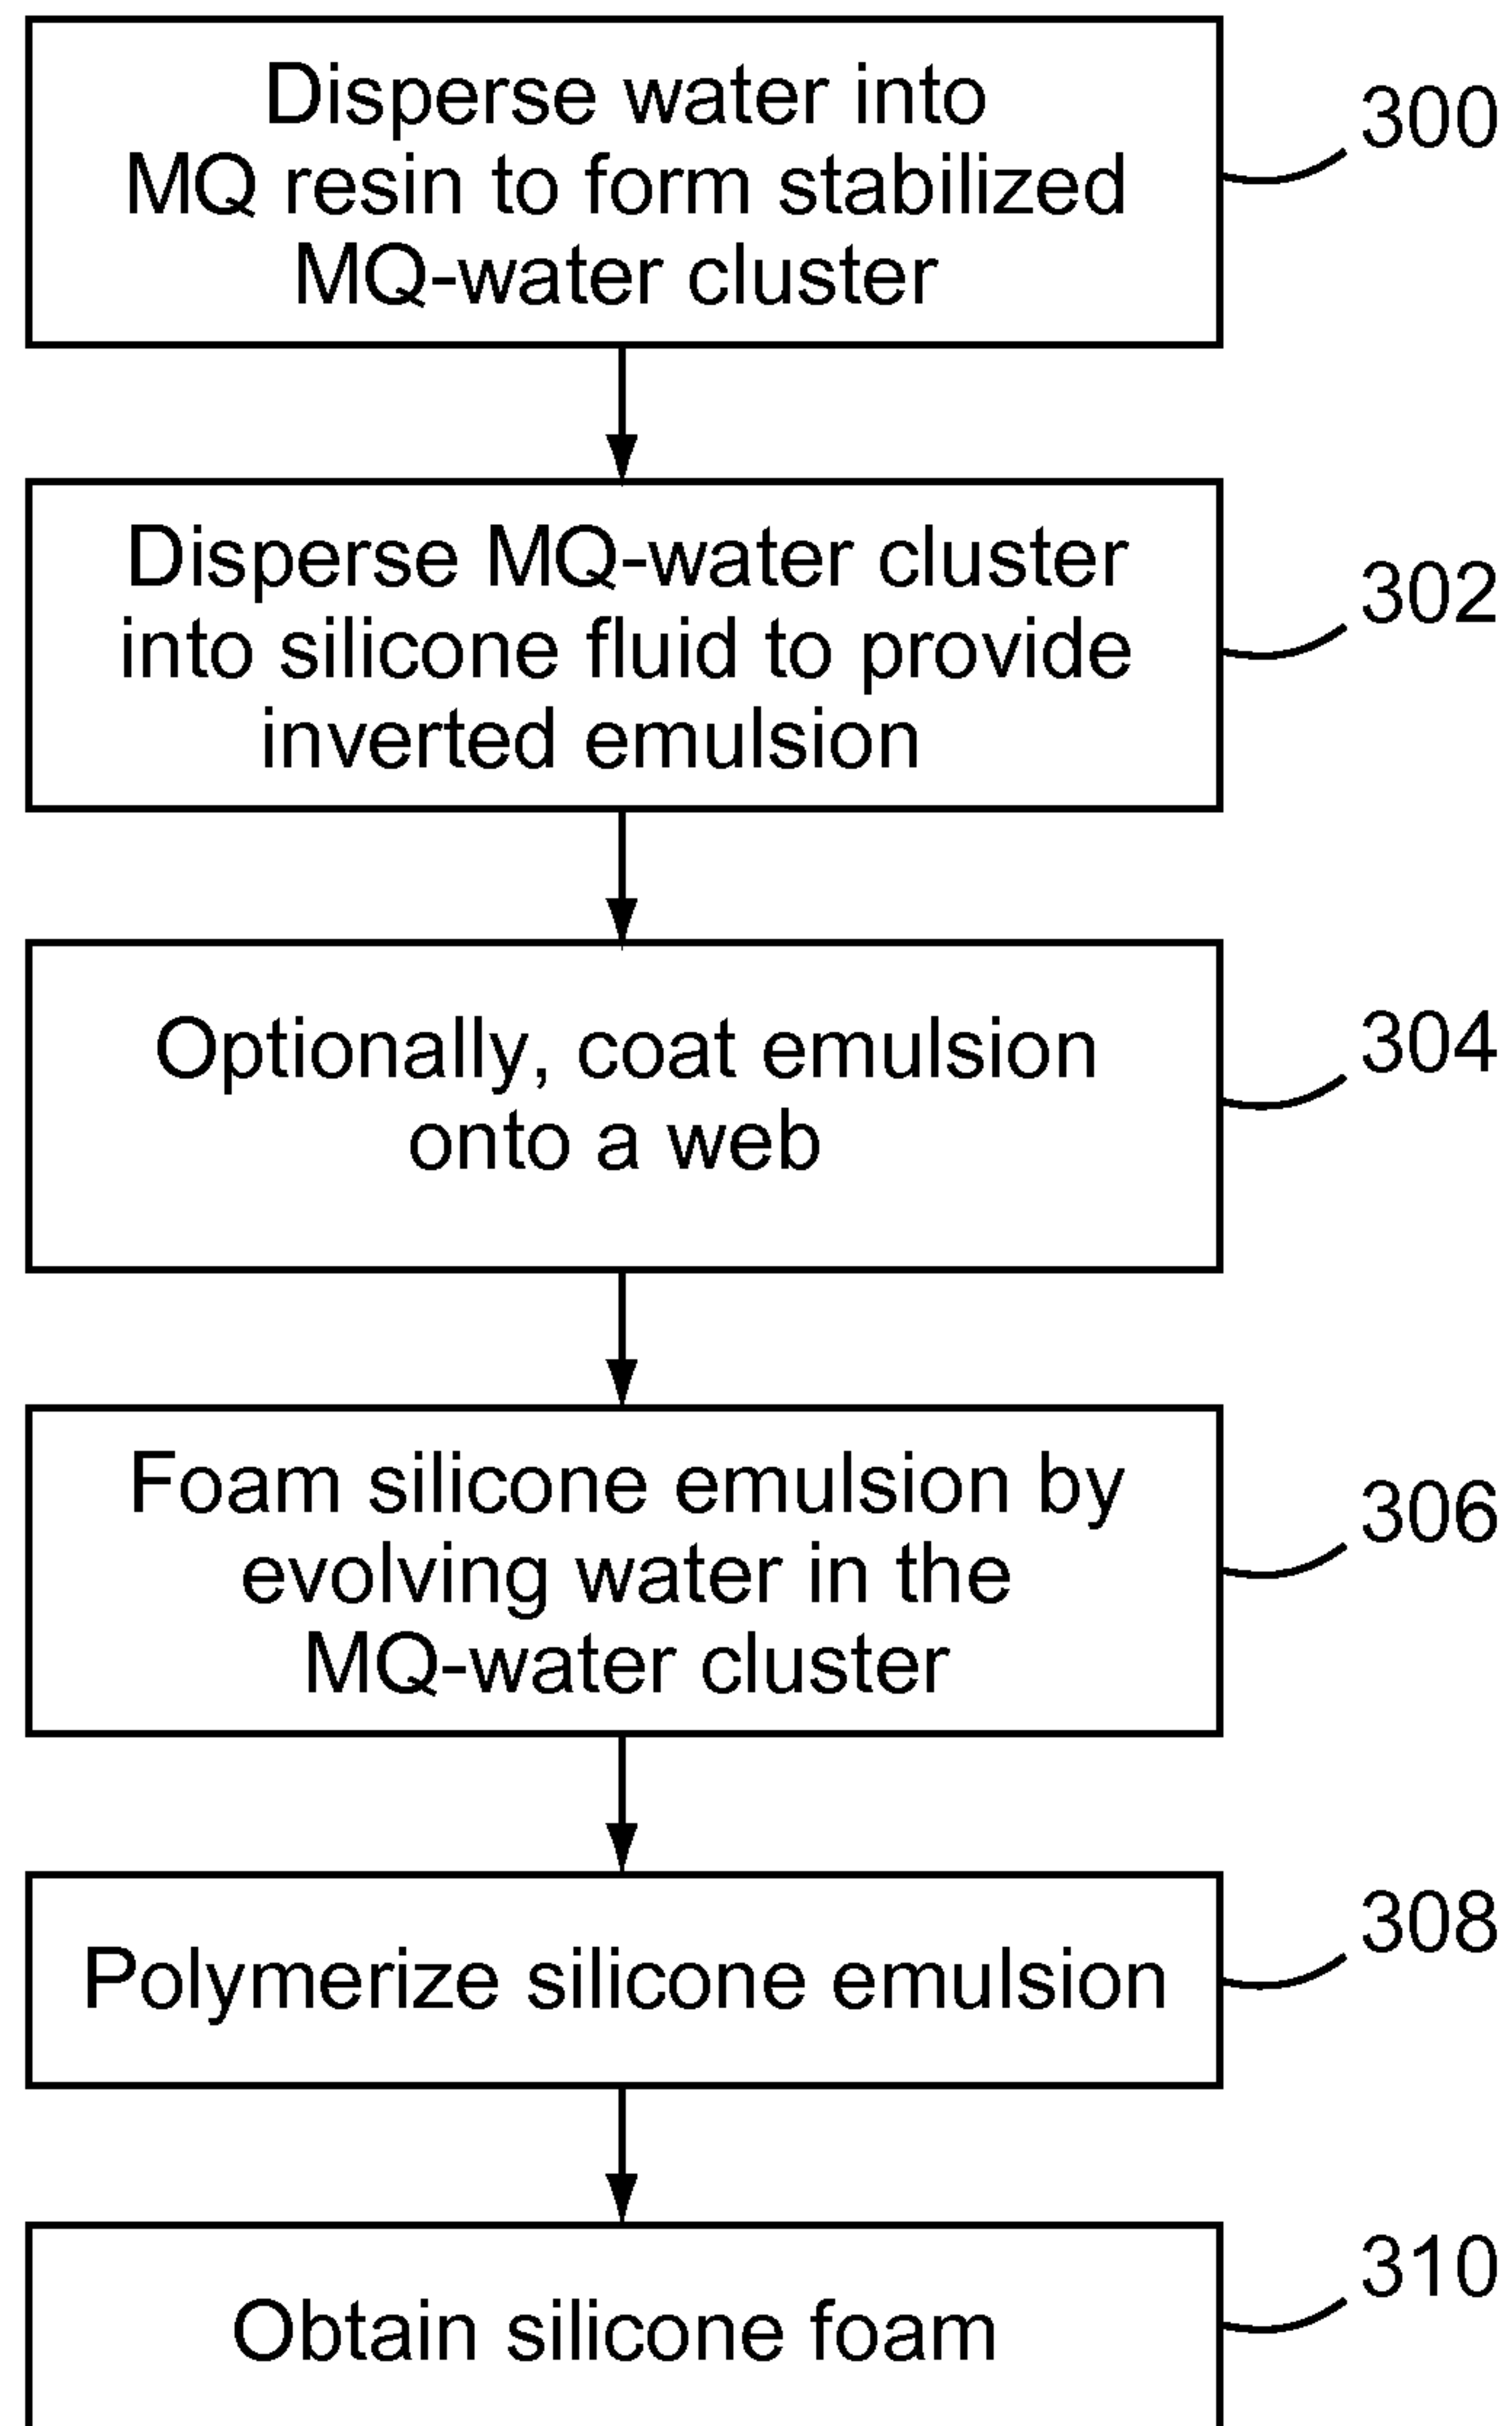 Disperse water into
MQ resin to form stabilized
MQ-water cluster
300
Disperse MQ-water cluster
into silicone fluid to provide
inverted emulsion
302
Optionally, coat emulsion
onto a web
304
Foam silicone emulsion by
evolving water in the
MQ-water cluster
306
Polymerize silicone emulsion
308
Obtain silicone foam
310